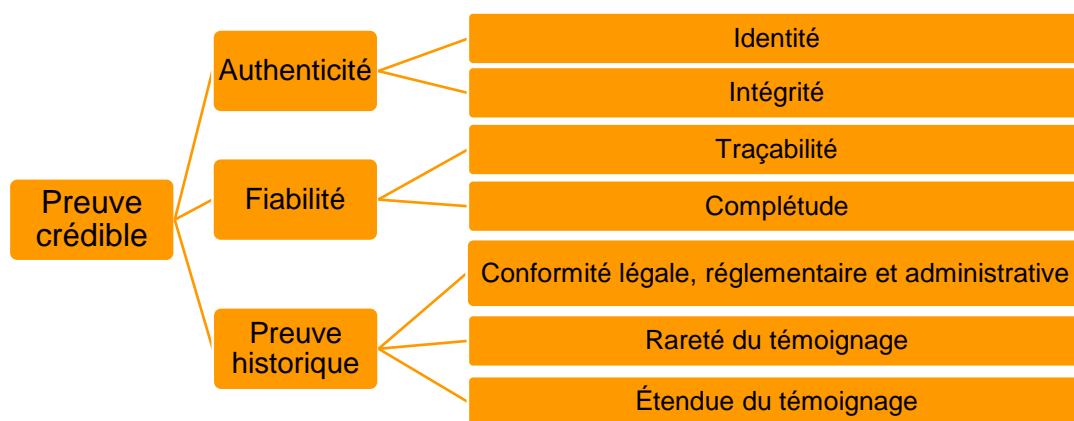 Preuve
crédible
Authenticité
Identité
Intégrité
Fiabilité
Traçabilité
Complétude
Preuve
historique
Conformité légale, réglementaire et administrative
Rareté du témoignage
Étendue du témoignage